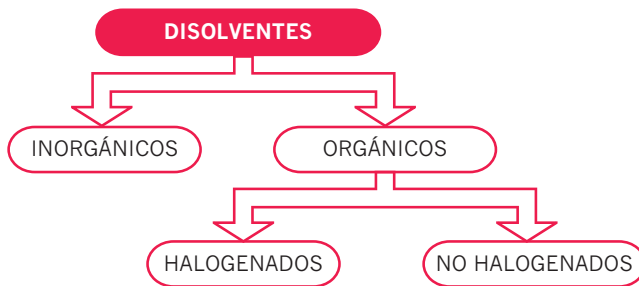 DISOLVENTES
INORGÁNICOS
ORGÁNICOS
HALOGENADOS
NO HALOGENADOS